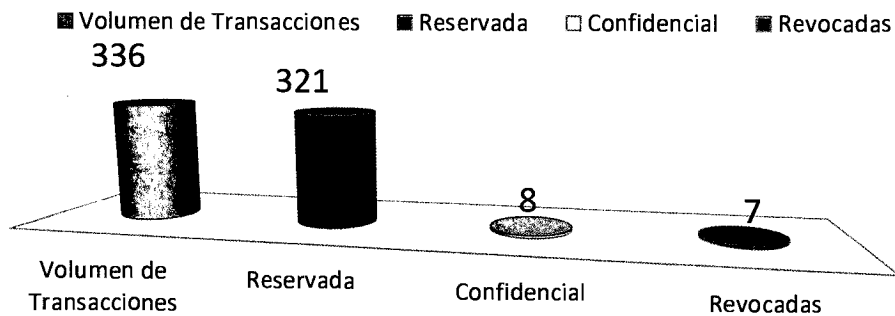 Volumen de Transacciones Reservada Confidencial Revocadas
336
321
8
7
Volumen de
Transacciones
Reservada
Confidencial
Revocadas